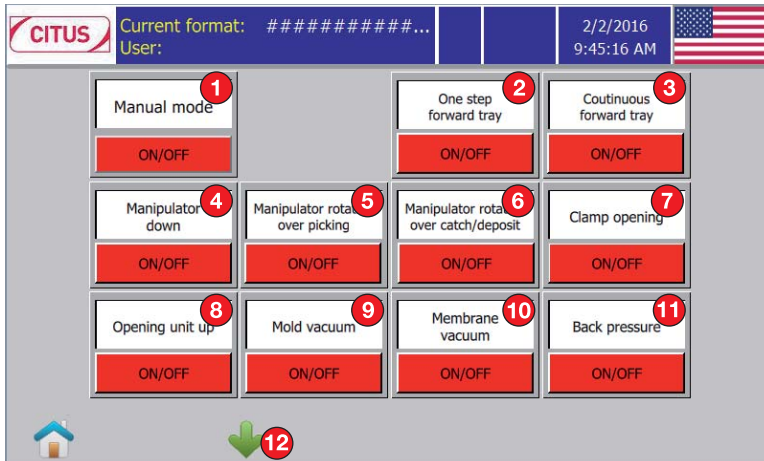 CITUS
Current format: ###########...
User:
2/2/2016
9:45:16 AM
1
Manual mode
ON/OFF
2
One step
forward tray
ON/OFF
3
Coutinuous
forward tray
ON/OFF
4
Manipulator
down
ON/OFF
5
Manipulator
over picking
ON/OFF
6
Manipulator
over catch/deposit
ON/OFF
7
Clamp opening
ON/OFF
8
Opening unit up
ON/OFF
9
Mold vacuum
ON/OFF
10
Membrane
vacuum
ON/OFF
11
Back pressure
ON/OFF
12